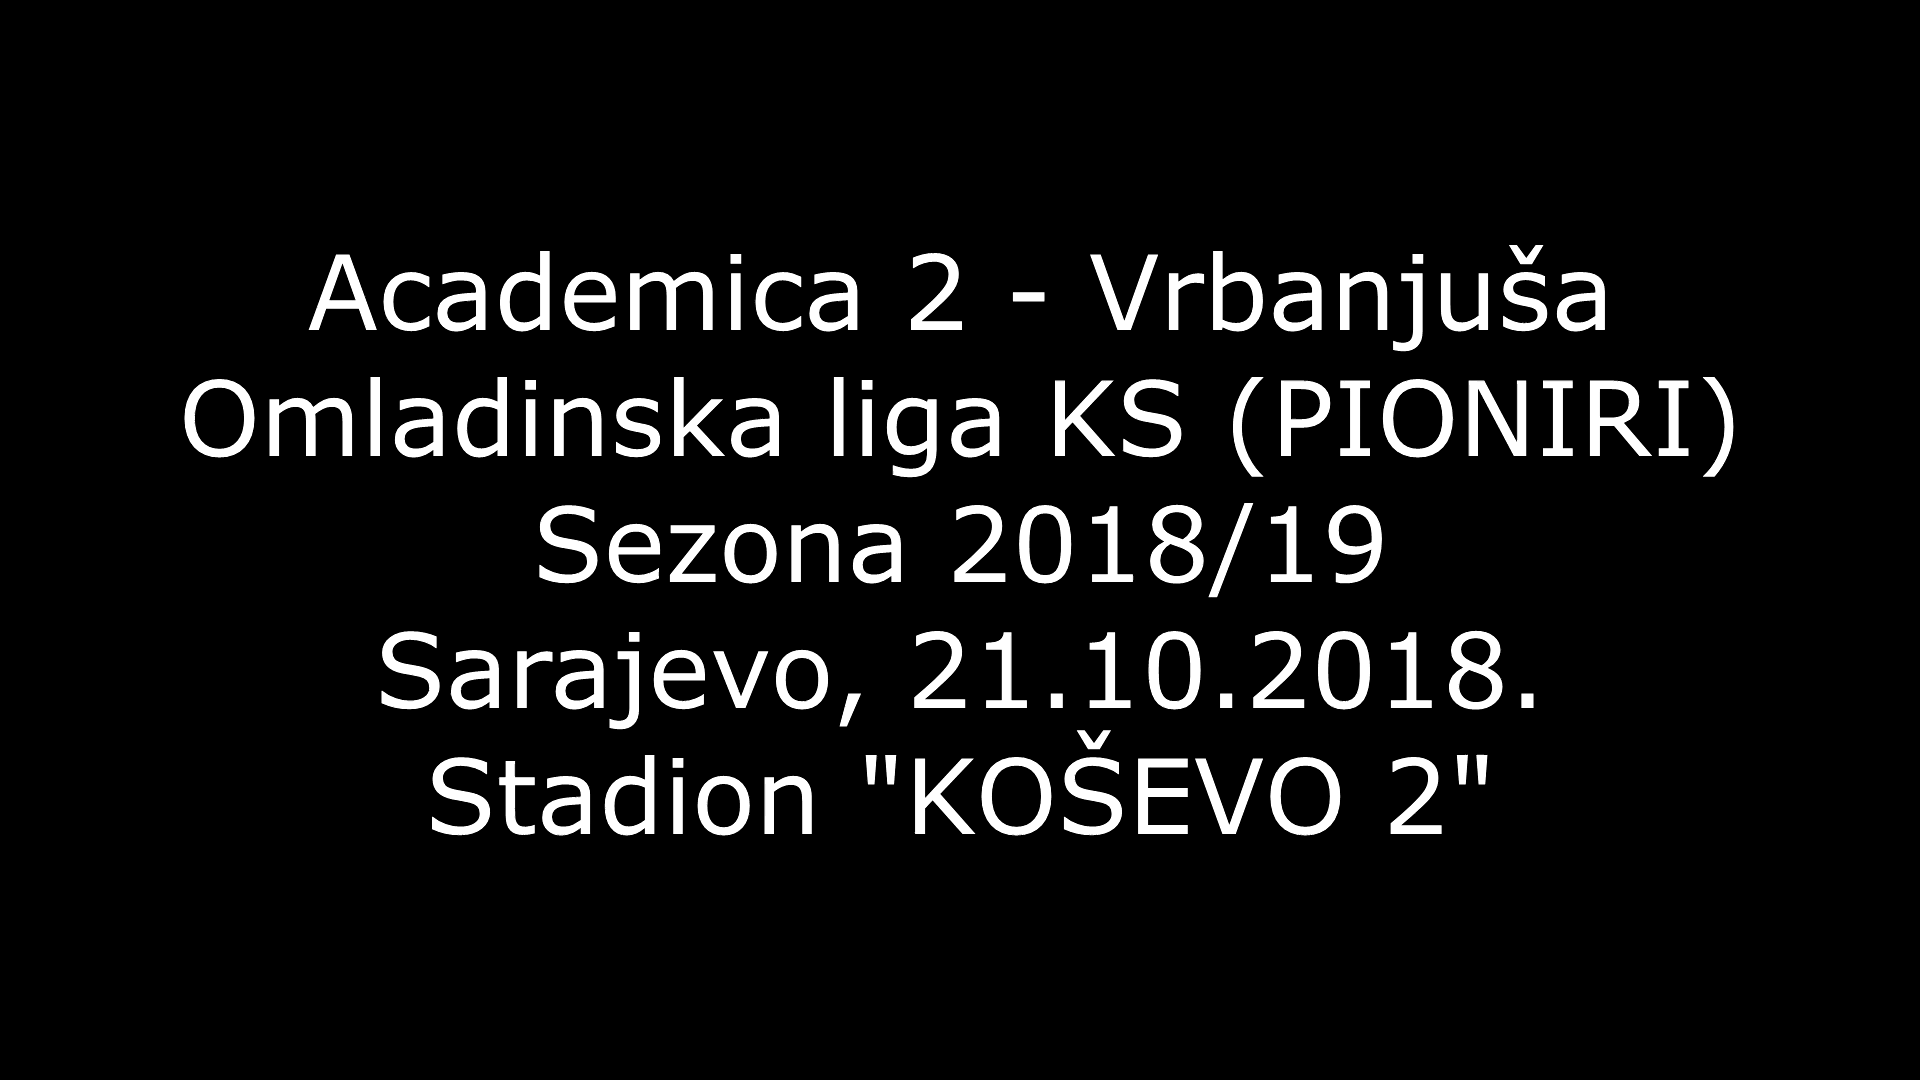 Academica 2 - Vrbanjuša
Omladinska liga KS (PIONIRI)
Sezona 2018/19
Sarajevo, 21.10.2018.
Stadion "KOŠEVO 2"